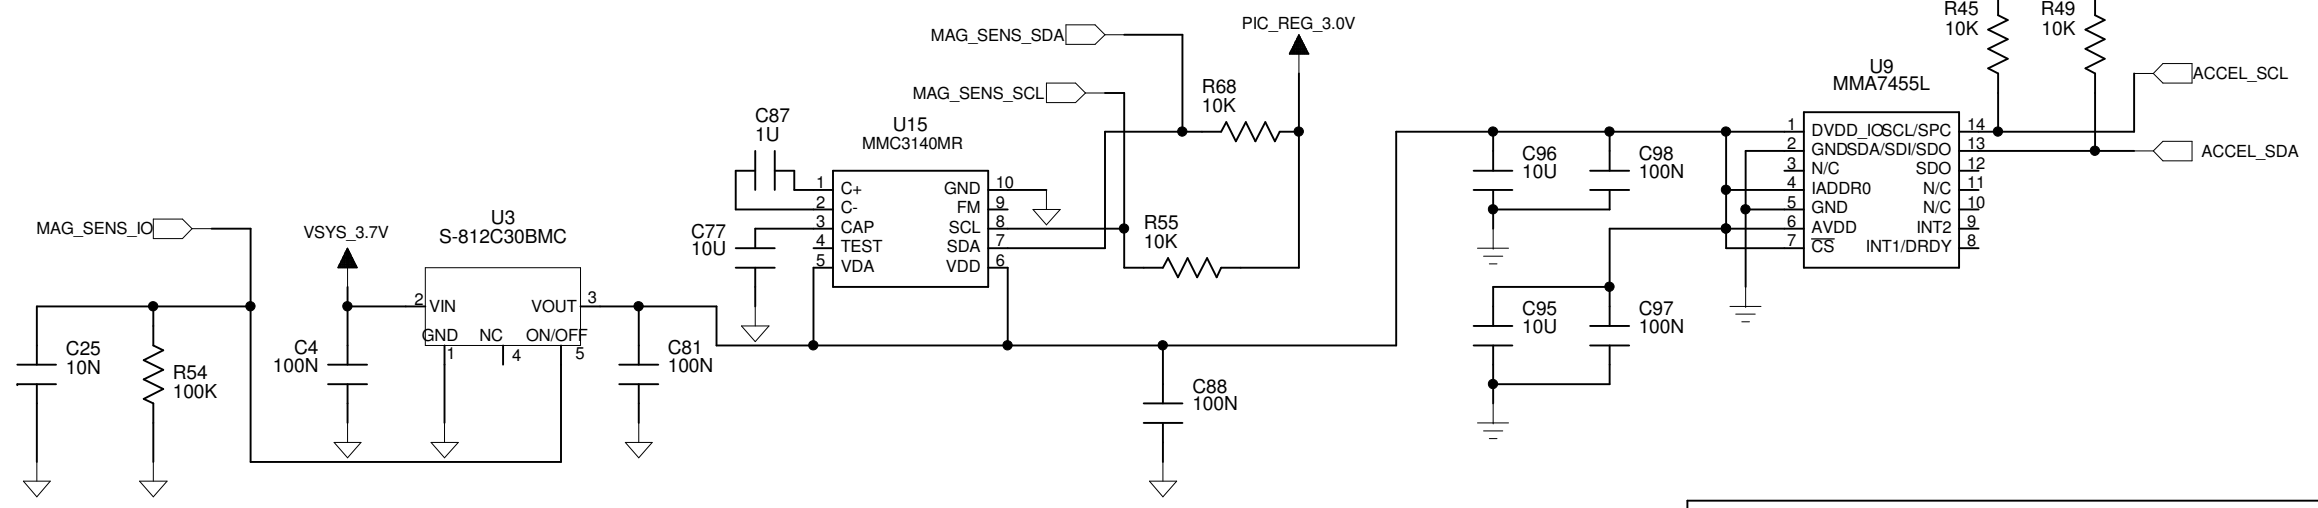 MAG_SENS_IO
C25
10N
R54
100K
VSYS_3.7V
C4
100N
U3
S-812C30BMC
2
VIN
VOUT
3
GND
NC
ON/OFF
1
4
5
C81
100N
C87
1U
C77
10U
U15
MMC3140MR
1
C+
GND
10
2
C-
FM
9
3
CAP
SCL
8
4
TEST
SDA
7
5
VDA
VDD
6
MAG_SENS_SDA
MAG_SENS_SCL
PIC_REG_3.0V
R68
10K
R55
10K
C88
100N
C96
10U
C98
100N
C95
10U
C97
100N
R45
10K
R49
10K
U9
MMA7455L
1
DVDD_IO
SCL/SPC
14
2
GND
SDA/SDI/SDO
13
3
N/C
SDO
12
4
IADDR0
N/C
11
5
GND
N/C
10
6
AVDD
INT2
9
7
CS
INT1/DRDY
8
ACCEL_SCL
ACCEL_SDA